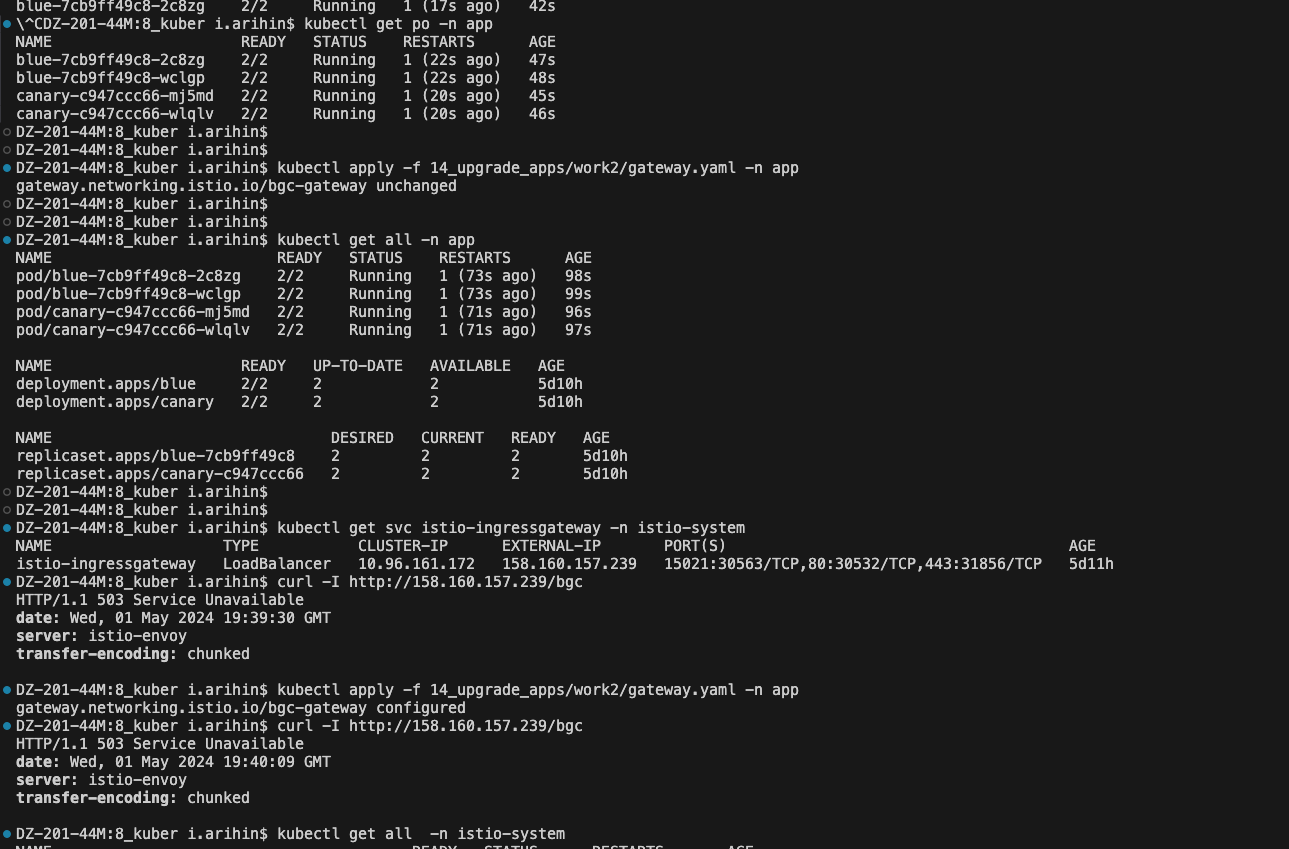 blue-7cb9ff49c8-2c8zg    2/2     Running   1 (17s ago)   42s
\^CDZ-201-44M:8_kuber i.arihin$ kubectl get po -n app
NAME                     READY   STATUS    RESTARTS      AGE
blue-7cb9ff49c8-2c8zg    2/2     Running   1 (22s ago)   47s
blue-7cb9ff49c8-wclgp    2/2     Running   1 (22s ago)   48s
canary-c947ccc66-mj5md   2/2     Running   1 (20s ago)   45s
canary-c947ccc66-wlqlv   2/2     Running   1 (20s ago)   46s
DZ-201-44M:8_kuber i.arihin$
DZ-201-44M:8_kuber i.arihin$
DZ-201-44M:8_kuber i.arihin$ kubectl apply -f 14_upgrade_apps/work2/gateway.yaml -n app
gateway.networking.istio.io/bgc-gateway unchanged
DZ-201-44M:8_kuber i.arihin$
DZ-201-44M:8_kuber i.arihin$
DZ-201-44M:8_kuber i.arihin$ kubectl get all -n app
NAME                         READY   STATUS    RESTARTS      AGE
pod/blue-7cb9ff49c8-2c8zg    2/2     Running   1 (73s ago)   98s
pod/blue-7cb9ff49c8-wclgp    2/2     Running   1 (73s ago)   99s
pod/canary-c947ccc66-mj5md   2/2     Running   1 (71s ago)   96s
pod/canary-c947ccc66-wlqlv   2/2     Running   1 (71s ago)   97s
NAME                     READY   UP-TO-DATE   AVAILABLE   AGE
deployment.apps/blue     2/2     2            2           5d10h
deployment.apps/canary   2/2     2            2           5d10h
NAME                               DESIRED   CURRENT   READY   AGE
replicaset.apps/blue-7cb9ff49c8    2         2         2       5d10h
replicaset.apps/canary-c947ccc66   2         2         2       5d10h
DZ-201-44M:8_kuber i.arihin$
DZ-201-44M:8_kuber i.arihin$
DZ-201-44M:8_kuber i.arihin$ kubectl get svc istio-ingressgateway -n istio-system
NAME                   TYPE           CLUSTER-IP      EXTERNAL-IP       PORT(S)                                      AGE
istio-ingressgateway   LoadBalancer   10.96.161.172   158.160.157.239   15021:30563/TCP,80:30532/TCP,443:31856/TCP   5d11h
DZ-201-44M:8_kuber i.arihin$ curl -I http://158.160.157.239/bgc
HTTP/1.1 503 Service Unavailable
date: Wed, 01 May 2024 19:39:30 GMT
server: istio-envoy
transfer-encoding: chunked
DZ-201-44M:8_kuber i.arihin$ kubectl apply -f 14_upgrade_apps/work2/gateway.yaml -n app
gateway.networking.istio.io/bgc-gateway configured
DZ-201-44M:8_kuber i.arihin$ curl -I http://158.160.157.239/bgc
HTTP/1.1 503 Service Unavailable
date: Wed, 01 May 2024 19:40:09 GMT
server: istio-envoy
transfer-encoding: chunked
DZ-201-44M:8_kuber i.arihin$ kubectl get all  -n istio-system
NAME READY STATUS RESTARTS AGE